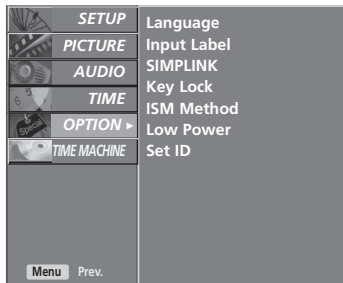 SETUP
PICTURE
AUDIO
TIME
OPTION ►
TIME MACHINE
Language
Input Label
SIMPLINK
Key Lock
ISM Method
Low Power
Set ID
Special
Menu Prev.